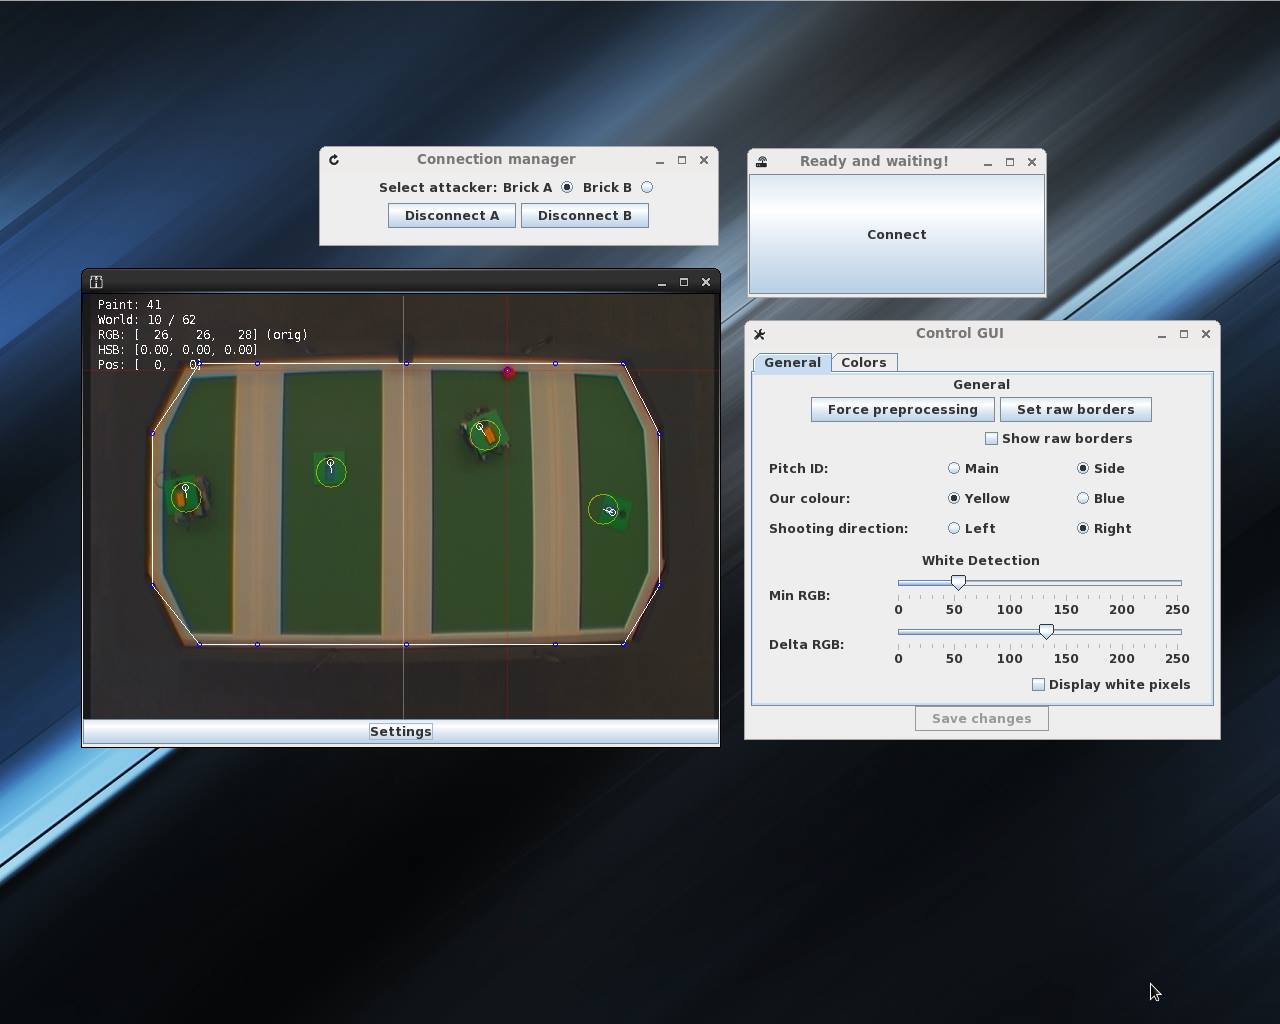 Connection manager
Select attacker: Brick A Brick B
Disconnect A Disconnect B
Ready and waiting!
Connect
Paint: 41
World: 10 / 62
RGB: [ 26, 26, 28] (orig)
HSB: [0.00, 0.00, 0.00]
Pos: [ 0, 0]
Settings
Control GUI
General Colors
General
Force preprocessing Set raw borders
Show raw borders
Pitch ID: Main Side
Our colour: Yellow Blue
Shooting direction: Left Right
White Detection
Min RGB:
0 50 100 150 200 250
Delta RGB:
0 50 100 150 200 250
Display white pixels
Save changes